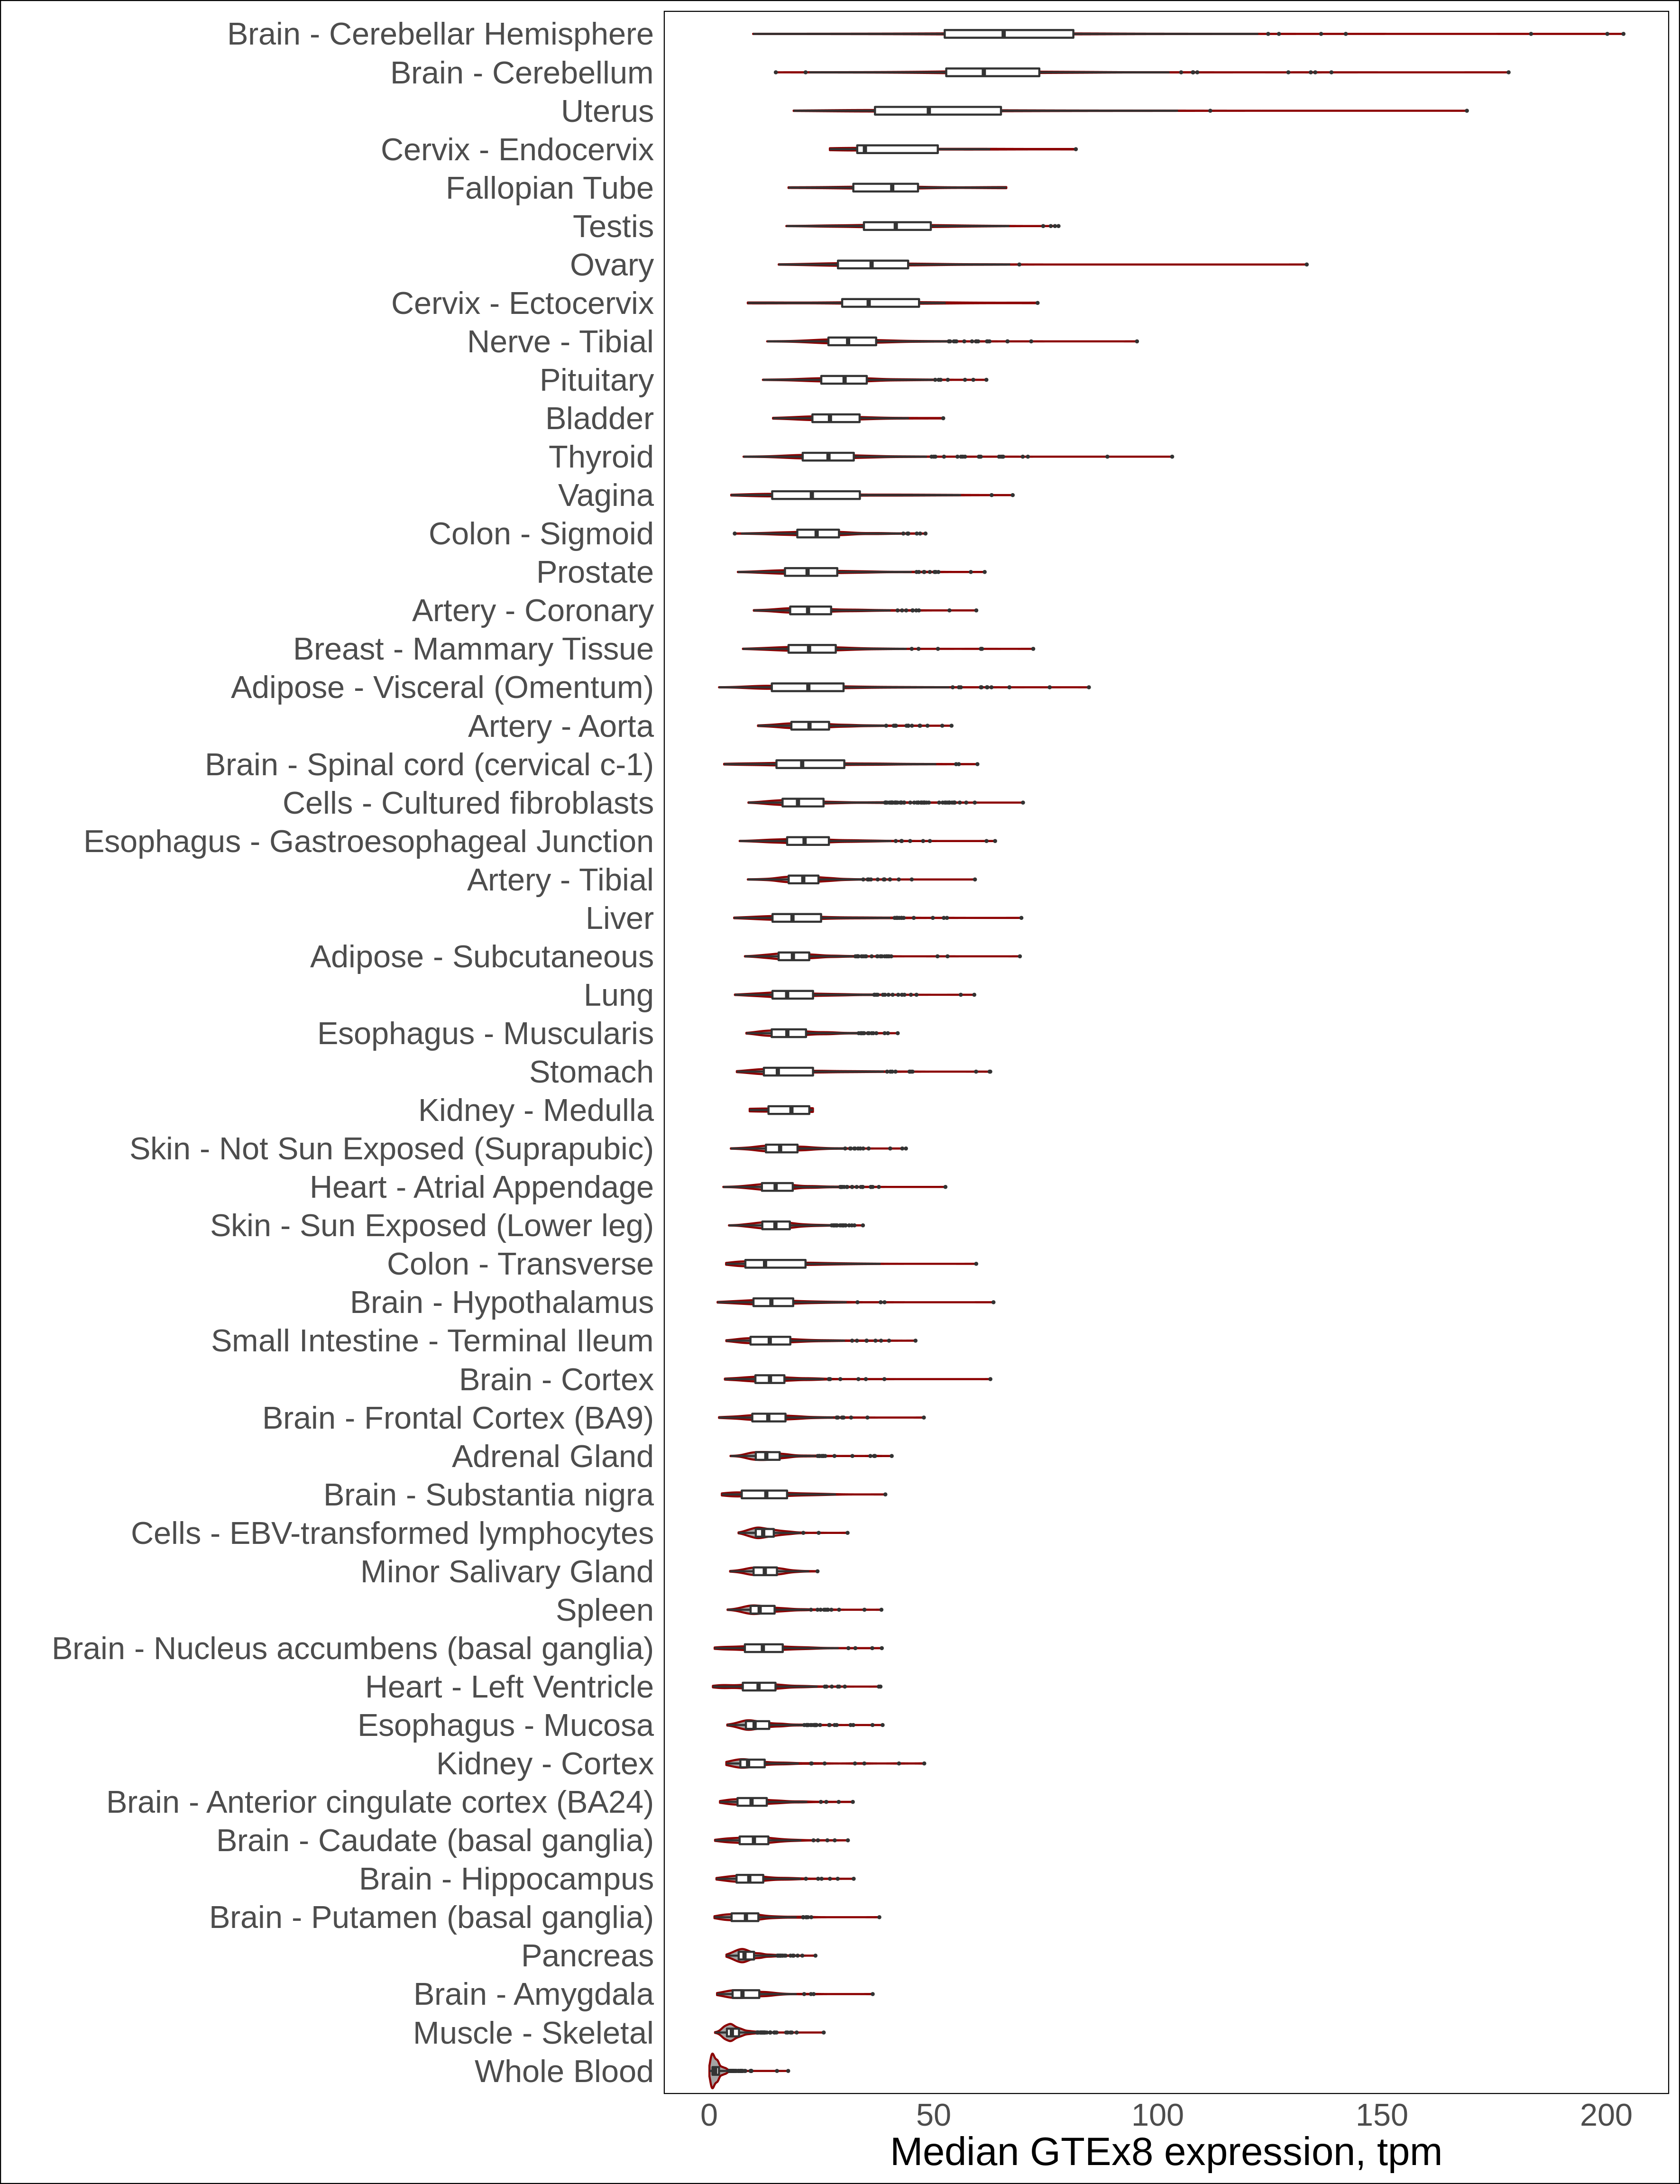 Brain - Cerebellar Hemisphere
Brain - Cerebellum
Uterus
Cervix - Endocervix
Fallopian Tube
Testis
Ovary
Cervix - Ectocervix
Nerve - Tibial
Pituitary
Bladder
Thyroid
Vagina
Colon - Sigmoid
Prostate
Artery - Coronary
Breast - Mammary Tissue
Adipose - Visceral (Omentum)
Artery - Aorta
Brain - Spinal cord (cervical c-1)
Cells - Cultured fibroblasts
Esophagus - Gastroesophageal Junction
Artery - Tibial
Liver
Adipose - Subcutaneous
Lung
Esophagus - Muscularis
Stomach
Kidney - Medulla
Skin - Not Sun Exposed (Suprapubic)
Heart - Atrial Appendage
Skin - Sun Exposed (Lower leg)
Colon - Transverse
Brain - Hypothalamus
Small Intestine - Terminal Ileum
Brain - Cortex
Brain - Frontal Cortex (BA9)
Adrenal Gland
Brain - Substantia nigra
Cells - EBV-transformed lymphocytes
Minor Salivary Gland
Spleen
Brain - Nucleus accumbens (basal ganglia)
Heart - Left Ventricle
Esophagus - Mucosa
Kidney - Cortex
Brain - Anterior cingulate cortex (BA24)
Brain - Caudate (basal ganglia)
Brain - Hippocampus
Brain - Putamen (basal ganglia)
Pancreas
Brain - Amygdala
Muscle - Skeletal
Whole Blood
0 50 100 150 200
Median GTEx8 expression, tpm